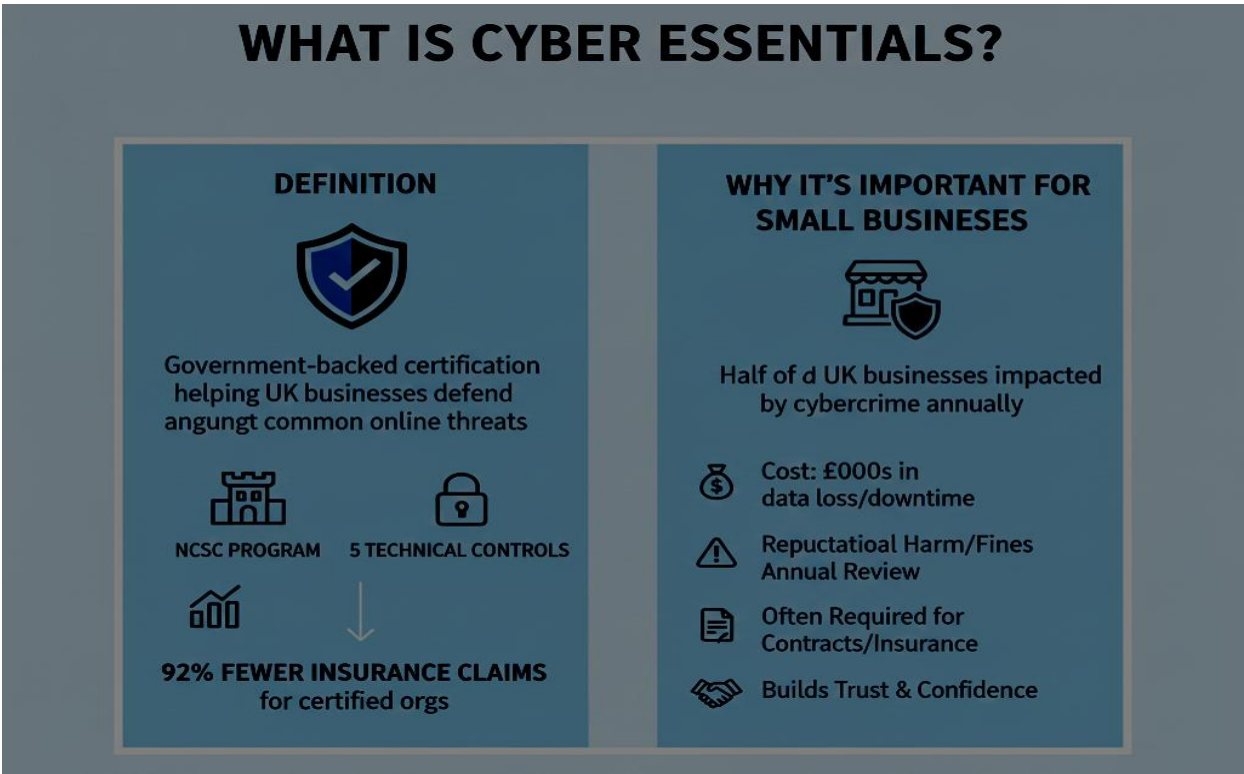 WHAT IS CYBER ESSENTIALS?
DEFINITION
Government-backed certification
helping UK businesses defend
angungt common online threats
NCSC PROGRAM
5 TECHNICAL CONTROLS
92% FEWER INSURANCE CLAIMS
for certified orgs
WHY IT'S IMPORTANT FOR
SMALL BUSINESES
Half of d UK businesses impacted
by cybercrime annually
$
Cost: £000s in
data loss/downtime
Repuctatioal Harm/Fines
Annual Review
Often Required for
Contracts/Insurance
Builds Trust & Confidence